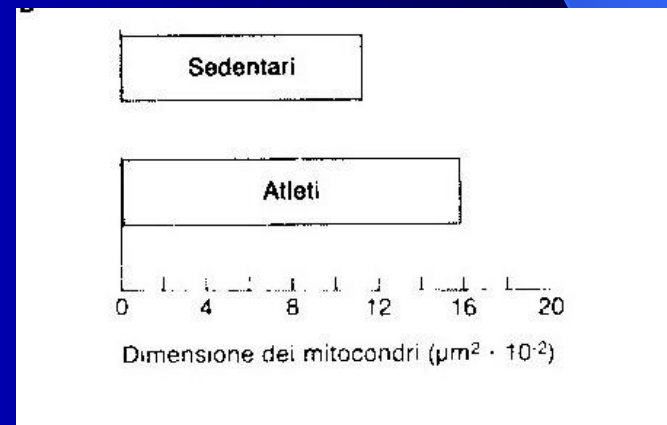 Sedentari
Atleti
0 4 8 12 16 20
Dimensione dei mitocondri (µm² · 10⁻²)